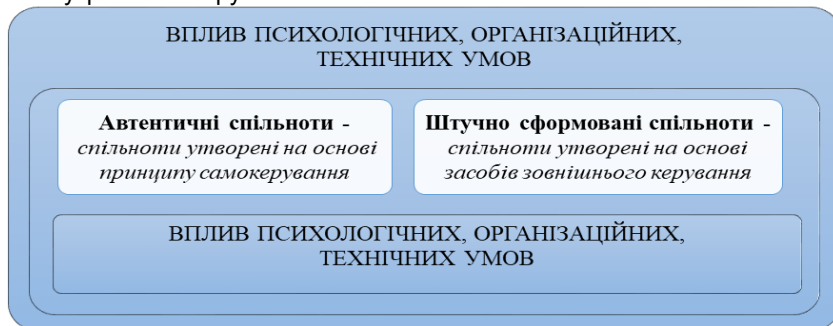 ВПЛИВ ПСИХОЛОГІЧНИХ, ОРГАНІЗАЦІЙНИХ,
ТЕХНІЧНИХ УМОВ
Автентичні спільноти -
спільноти утворені на основі
принципу самокерування
Штучно сформовані спільноти -
спільноти утворені на основі
засобів зовнішнього керування
ВПЛИВ ПСИХОЛОГІЧНИХ, ОРГАНІЗАЦІЙНИХ,
ТЕХНІЧНИХ УМОВ